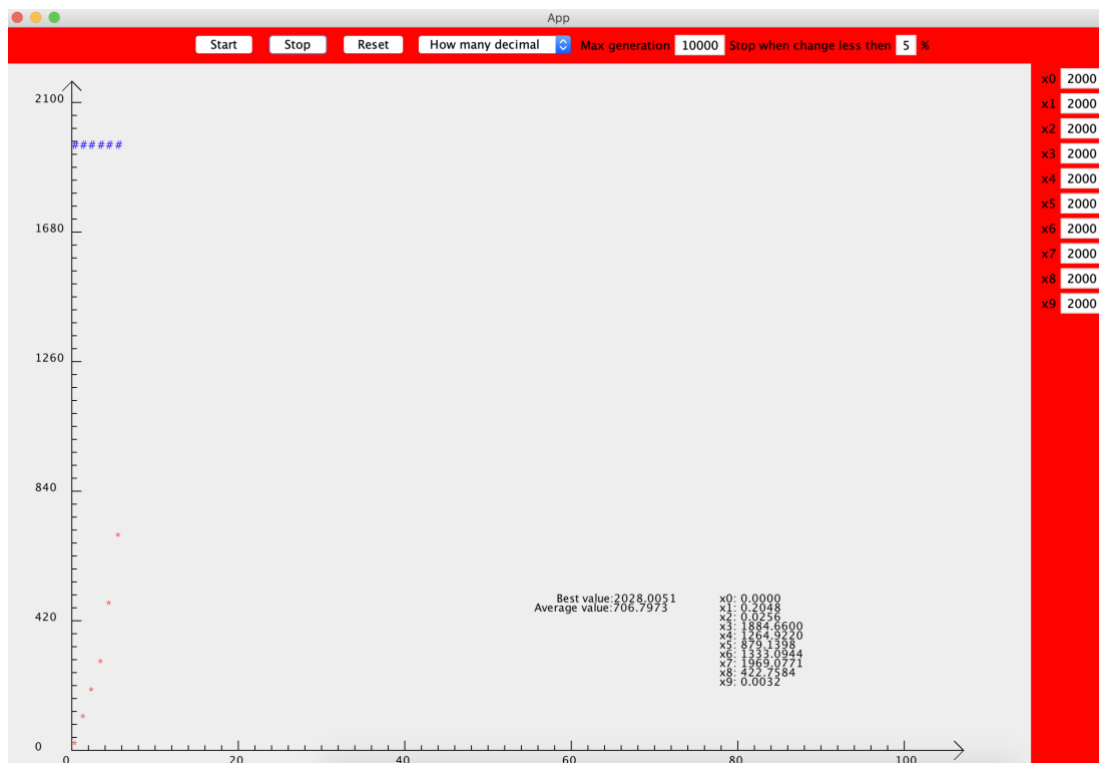 App
Start Stop Reset How many decimal Max generation 10000 Stop when change less then 5 %
x0 2000
x1 2000
x2 2000
x3 2000
x4 2000
x5 2000
x6 2000
x7 2000
x8 2000
x9 2000
2100
######
1680
1260
840
*
*
420
*
*
*
*
0
0 20 40 60 80 100
Best value:2028.0051
Average value:706.7973
x0: 0.0000
x1: 0.2048
x2: 0.0256
x3: 1884.6600
x4: 1264.9220
x5: 879.1398
x6: 1333.0944
x7: 1969.0771
x8: 422.7584
x9: 0.0032